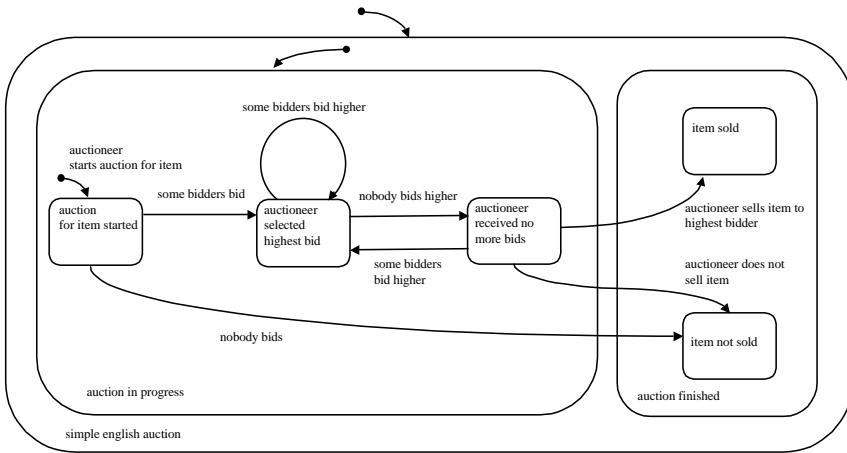 some bidders bid higher
auctioneer
starts auction for item
auction
for item started
some bidders bid
auctioneer
selected
highest bid
nobody bids higher
some bidders
bid higher
auctioneer
received no
more bids
item sold
auctioneer sells item to
highest bidder
auctioneer does not
sell item
nobody bids
item not sold
auction in progress
auction finished
simple english auction